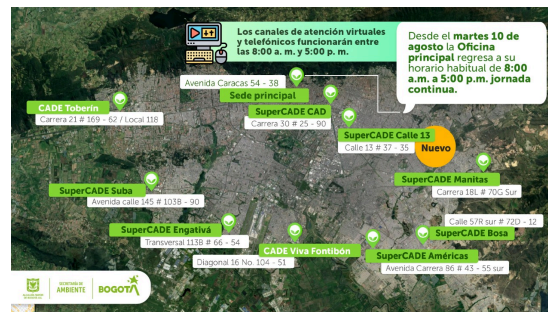 Los canales de atención virtuales
y telefónicos funcionarán entre
las 8:00 a. m. y 5:00 p. m.
Desde el martes 10 de
agosto la Oficina
principal regresa a su
horario habitual de 8:00
a.m. a 5:00 p.m. jornada
continua.
Avenida Caracas 54 - 38
Sede principal
CADE Toberín
Carrera 21 # 169 - 62 / Local 118
SuperCADE CAD
Carrera 30 # 25 - 90
SuperCADE Calle 13
Calle 13 # 37 - 35
Nuevo
SuperCADE Manitas
Carrera 18L # 70G Sur
SuperCADE Suba
Avenida calle 145 # 103B - 90
Calle 57R sur # 72D - 12
SuperCADE Bosa
SuperCADE Engativá
Transversal 113B # 66 - 54
CADE Viva Fontibón
Diagonal 16 No. 104 - 51
SuperCADE Américas
Avenida Carrera 86 # 43 - 55 sur
SECRETARÍA DE
AMBIENTE
BOGOTÁ